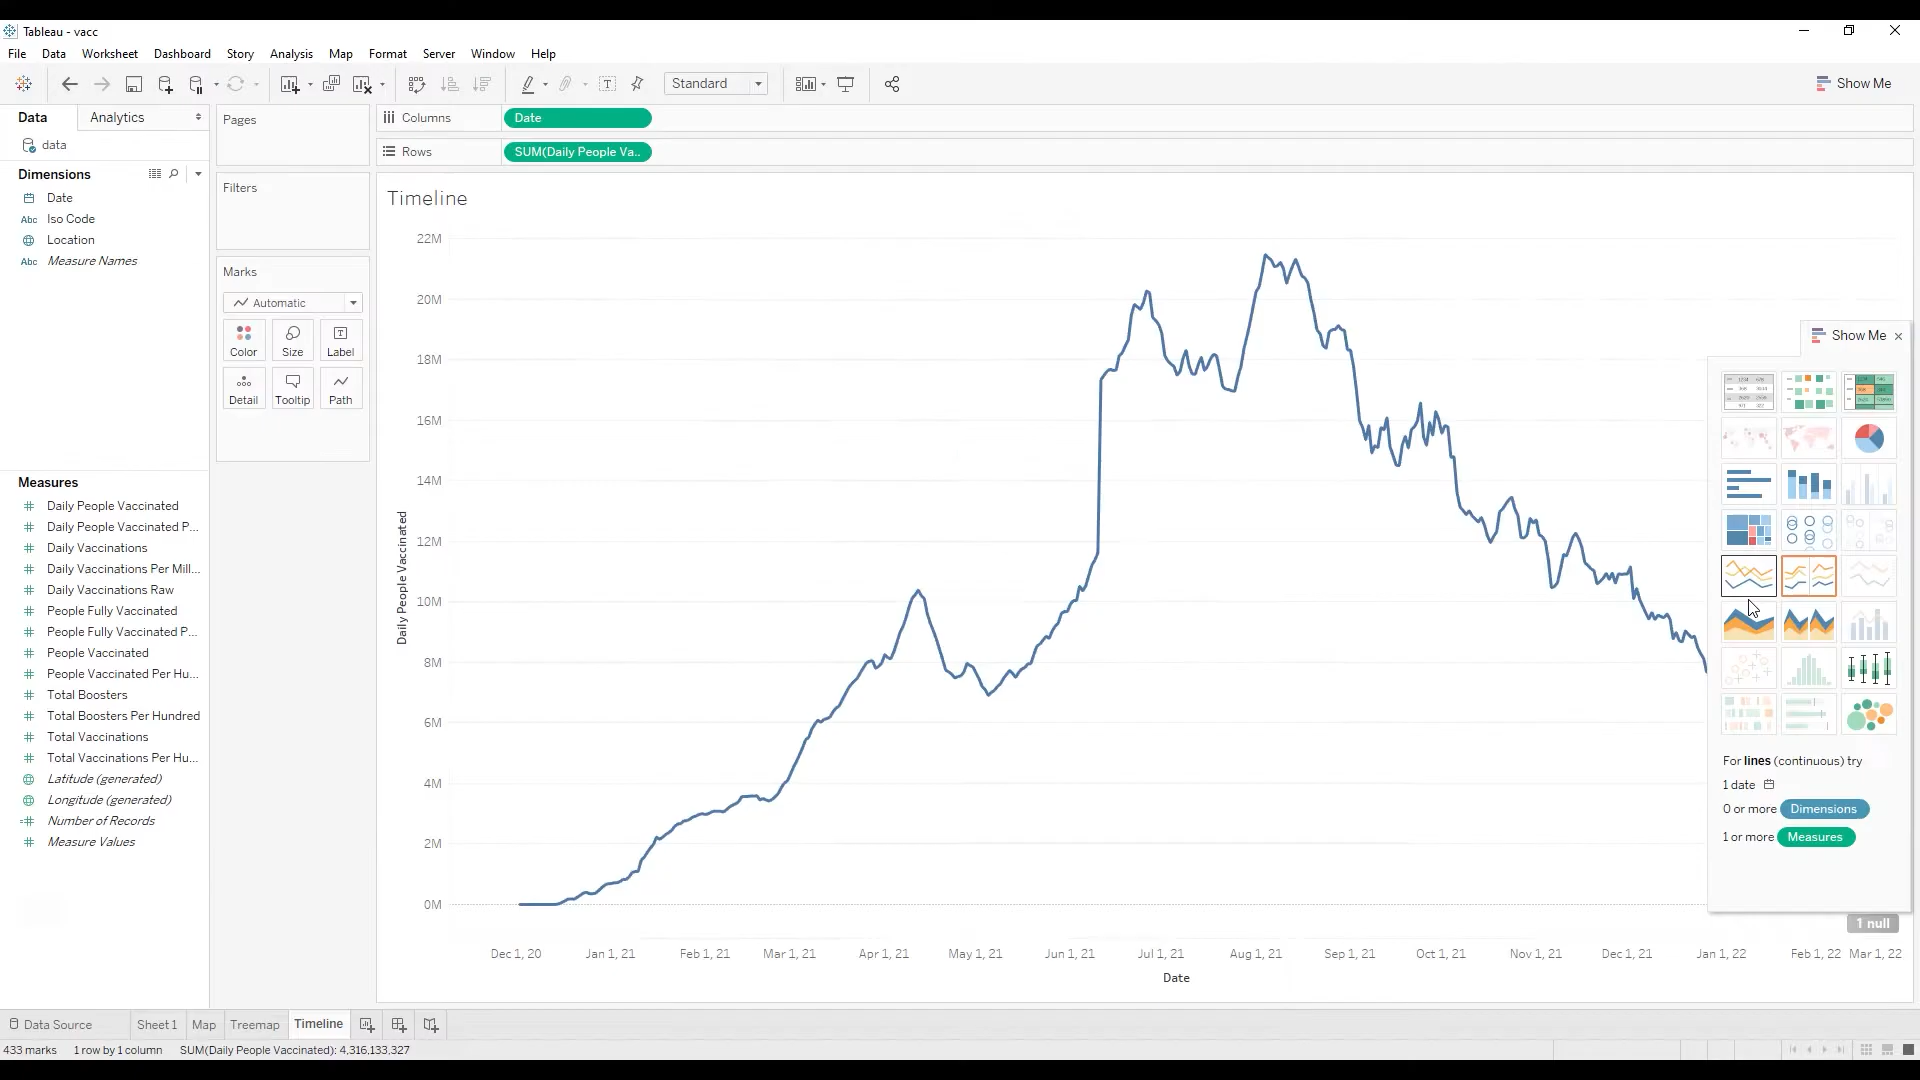 Tableau - vacc
File Data Worksheet Dashboard Story Analysis Map Format Server Window Help
Standard
Show Me
Data Analytics
data
Dimensions
Date
Abc Iso Code
Location
Abc Measure Names
Measures
Daily People Vaccinated
Daily People Vaccinated P...
Daily Vaccinations
Daily Vaccinations Per Mill...
Daily Vaccinations Raw
People Fully Vaccinated
People Fully Vaccinated P...
People Vaccinated
People Vaccinated Per Hu...
Total Boosters
Total Boosters Per Hundred
Total Vaccinations
Total Vaccinations Per Hu...
Latitude (generated)
Longitude (generated)
Number of Records
Measure Values
Pages
Filters
Marks
Automatic
Color Size Label
Detail Tooltip Path
Columns Date
Rows SUM(Daily People Va..
Timeline
22M
20M
18M
16M
14M
12M
10M
8M
6M
4M
2M
0M
Daily People Vaccinated
Dec 1, 20 Jan 1, 21 Feb 1, 21 Mar 1, 21 Apr 1, 21 May 1, 21 Jun 1, 21 Jul 1, 21 Aug 1, 21 Sep 1, 21 Oct 1, 21 Nov 1, 21 Dec 1, 21 Jan 1, 22 Feb 1, 22 Mar 1, 22
Date
Show Me
For lines (continuous) try
1 date
0 or more Dimensions
1 or more Measures
1 null
Data Source Sheet 1 Map Treemap Timeline
433 marks 1 row by 1 column SUM(Daily People Vaccinated): 4,316,133,327